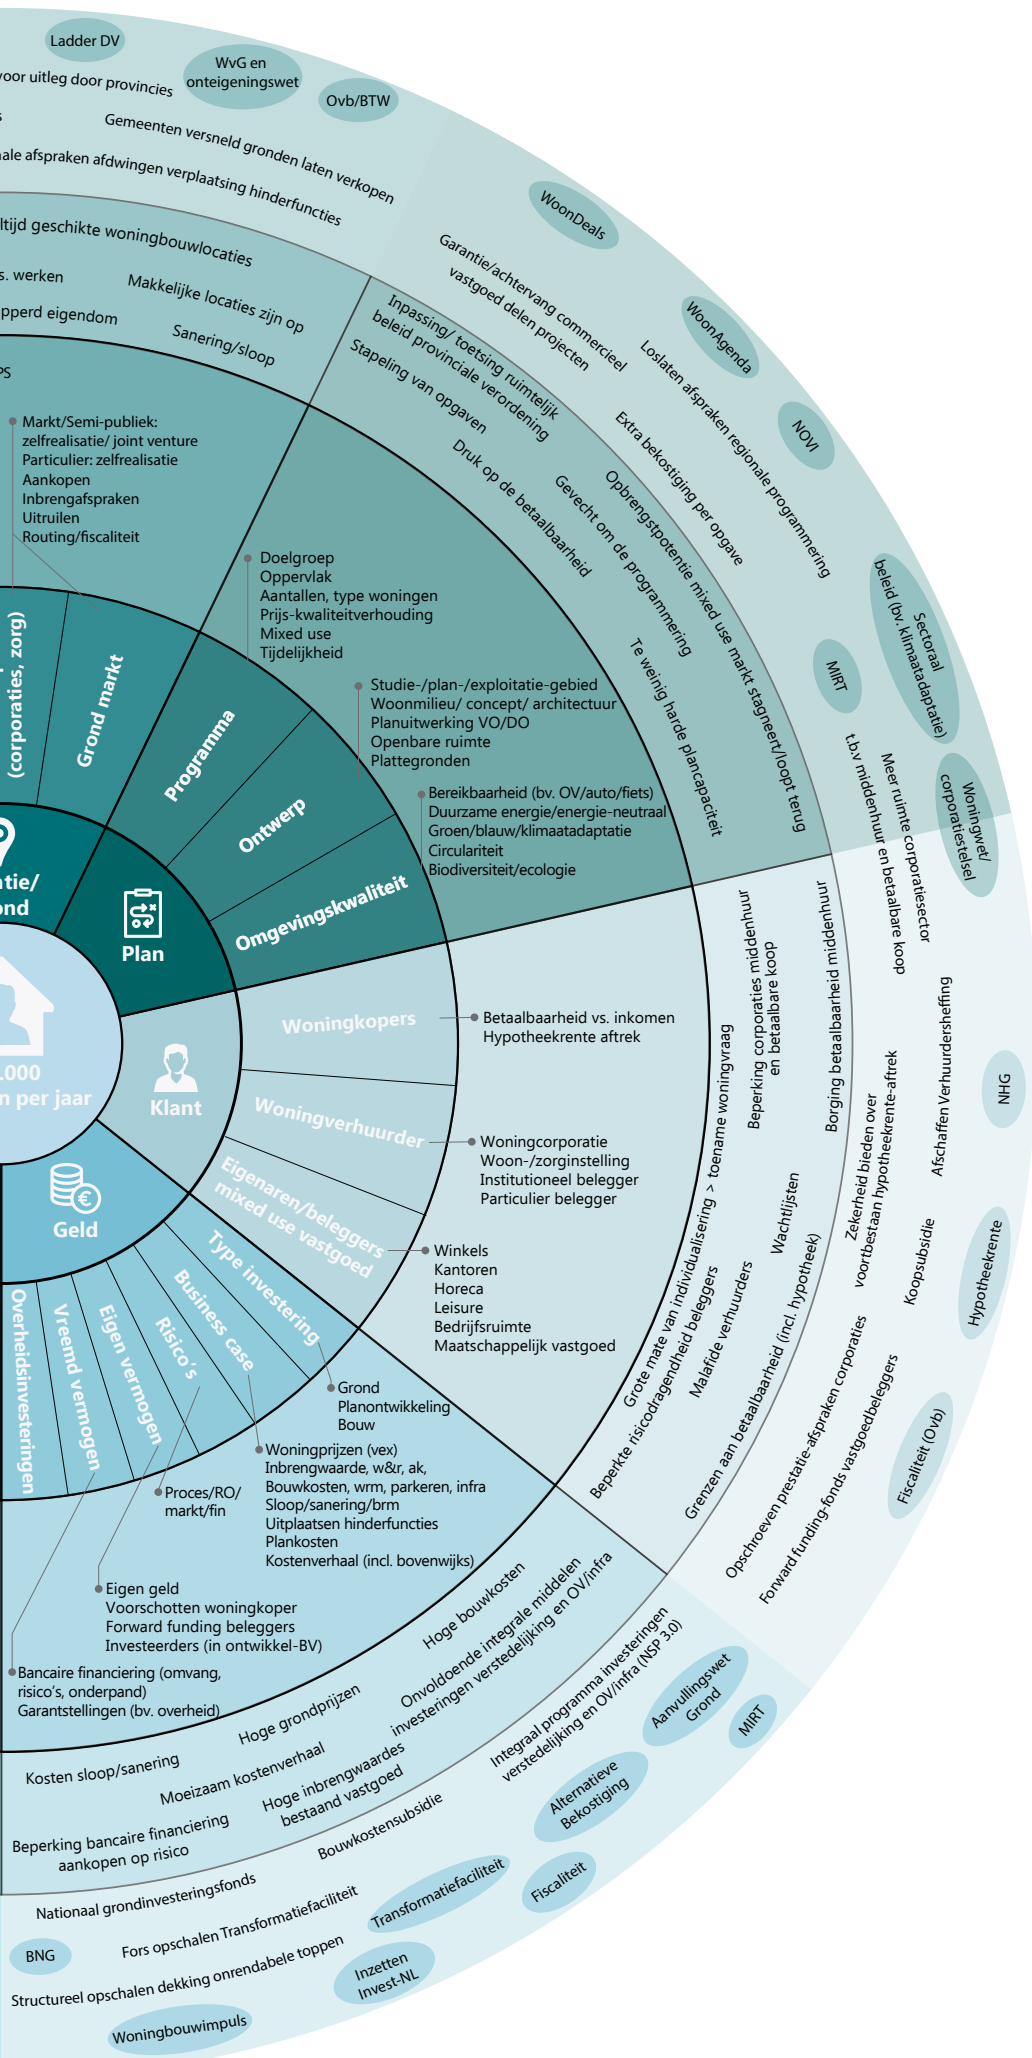 Ladder DV
WvG en
onteigeningswet
Ovb/BTW
voor uitleg door provincies
Gemeenten versneld gronden laten verkopen
afspraken afdwingen verplaatsing hinderfuncties
geschikte woningbouwlocaties
werken
Makkelijke locaties zijn op
eigendom
Sanering/sloop
PS
Markt/Semi-publiek:
zelfrealisatie/ joint venture
Particulier: zelfrealisatie
Aankopen
Inbrengafspraken
Uitruilen
Routing/fiscaliteit
(corporaties, zorg)
Grond markt
WoonDeals
WoonAgenda
NOVI
Sectoraal
beleid (bv. klimaatadaptatie)
MIRT
Woningwet/
corporatiestelsel
Garantie/achtervang commercieel
vastgoed delen projecten
Loslaten afspraken regionale programmering
Extra bekostiging per opgave
Meer ruimte corporatiesector
t.b.v middenhuur en betaalbare koop
Inpassing/ toetsing ruimtelijk
beleid provinciale verordening
Stapeling van opgaven
Druk op de betaalbaarheid
Gevecht om de programmering
Opbrengstpotentie mixed use markt stagneert/loopt terug
Te weinig harde plancapaciteit
Doelgroep
Oppervlak
Aantallen, type woningen
Prijs-kwaliteitverhouding
Mixed use
Tijdelijkheid
Studie-/plan-/exploitatie-gebied
Woonmilieu/ concept/ architectuur
Planuitwerking VO/DO
Openbare ruimte
Plattegronden
Bereikbaarheid (bv. OV/auto/fiets)
Duurzame energie/energie-neutraal
Groen/blauw/klimaatadaptatie
Circulariteit
Biodiversiteit/ecologie
Programma
Ontwerp
Omgevingskwaliteit
Plan
.000
per jaar
Klant
Woningkopers
Woningverhuurder
Eigenaren/beleggers
mixed use vastgoed
Betaalbaarheid vs. inkomen
Hypotheekrente aftrek
Woningcorporatie
Woon-/zorginstelling
Institutioneel belegger
Particulier belegger
Winkels
Kantoren
Horeca
Leisure
Bedrijfsruimte
Maatschappelijk vastgoed
Beperking corporaties middenhuur
en betaalbare koop
Borging betaalbaarheid middenhuur
Grote mate van individualisering > toename woningvraag
Beperkte risicodragendheid beleggers
Malafide verhuurders
Wachtlijsten
Grenzen aan betaalbaarheid (incl. hypotheek)
Afschaffen Verhuurdersheffing
Zekerheid bieden over
voortbestaan hypotheekrente-aftrek
Koopsubsidie
Opschroeven prestatie-afspraken corporaties
Forward funding-fonds vastgoedbeleggers
NHG
Hypotheekrente
Fiscaliteit (Ovb)
Geld
Type investering
Business case
Risico's
Eigen vermogen
Vreemd vermogen
Overheidsinvesteringen
Grond
Planontwikkeling
Bouw
Woningprijzen (vex)
Inbrengwaarde, w&r, ak,
Bouwkosten, wrm, parkeren, infra
Sloop/sanering/brm
Uitplaatsen hinderfuncties
Plankosten
Kostenverhaal (incl. bovenwijks)
Proces/RO/
markt/fin
Eigen geld
Voorschotten woningkoper
Forward funding beleggers
Investeerders (in ontwikkel-BV)
Bancaire financiering (omvang,
risico's, onderpand)
Garantstellingen (bv. overheid)
Hoge bouwkosten
Onvoldoende integrale middelen
investeringen verstedelijking en OV/infra
Hoge grondprijzen
Kosten sloop/sanering
Moeizaam kostenverhaal
Hoge inbrengwaardes
bestaand vastgoed
Beperking bancaire financiering
aankopen op risico
Integraal programma investeringen
verstedelijking en OV/infra (NSP 3.0)
Bouwkostensubsidie
Nationaal grondinvesteringsfonds
Fors opschalen Transformatiefaciliteit
Structureel opschalen dekking onrendabele toppen
Aanvullingswet
Grond
MIRT
Alternatieve
Bekostiging
Fiscaliteit
Transformatiefaciliteit
Inzetten
Invest-NL
BNG
Woningbouwimpuls